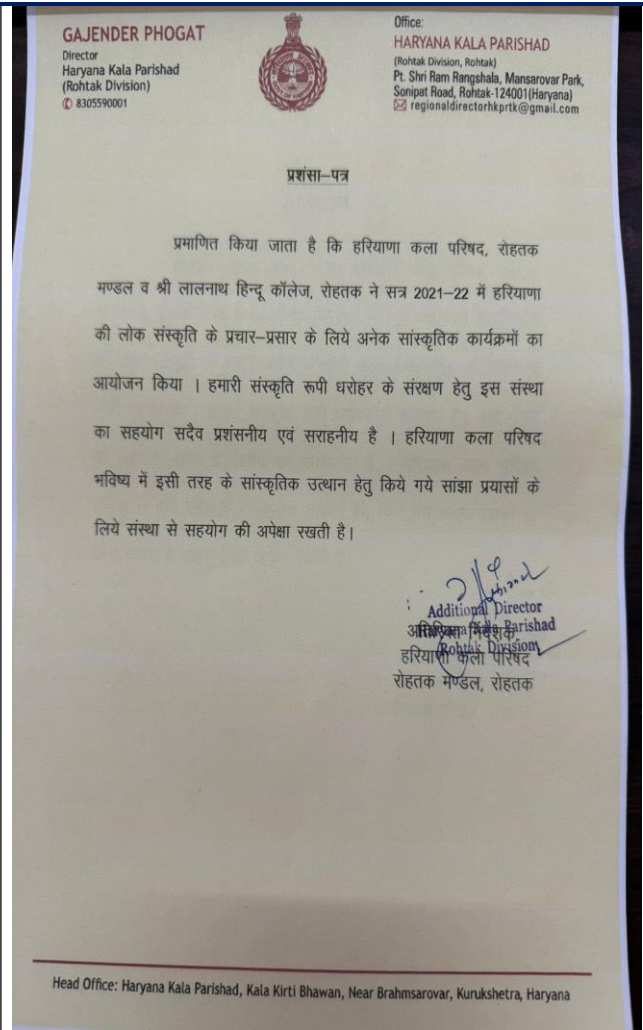 GAJENDER PHOGAT
Director
Haryana Kala Parishad
(Rohtak Division)
8305590001
Office:
HARYANA KALA PARISHAD
(Rohtak Division, Rohtak)
Pt. Shri Ram Rangshala, Mansarovar Park,
Sonipat Road, Rohtak-124001(Haryana)
regionaldirectorhkprtk@gmail.com
प्रशंसा–पत्र
प्रमाणित किया जाता है कि हरियाणा कला परिषद, रोहतक
मण्डल व श्री लालनाथ हिन्दू कॉलेज, रोहतक ने सत्र 2021–22 में हरियाणा
की लोक संस्कृति के प्रचार–प्रसार के लिये अनेक सांस्कृतिक कार्यक्रमों का
आयोजन किया । हमारी संस्कृति रूपी धरोहर के संरक्षण हेतु इस संस्था
का सहयोग सदैव प्रशंसनीय एवं सराहनीय है । हरियाणा कला परिषद
भविष्य में इसी तरह के सांस्कृतिक उत्थान हेतु किये गये सांझा प्रयासों के
लिये संस्था से सहयोग की अपेक्षा रखती है।
Additional Director
अतिरिक्त निदेशक
Haryana Kala Parishad
Rohtak Division
हरियाणा कला परिषद
रोहतक मण्डल, रोहतक
Head Office: Haryana Kala Parishad, Kala Kirti Bhawan, Near Brahmsarovar, Kurukshetra, Haryana